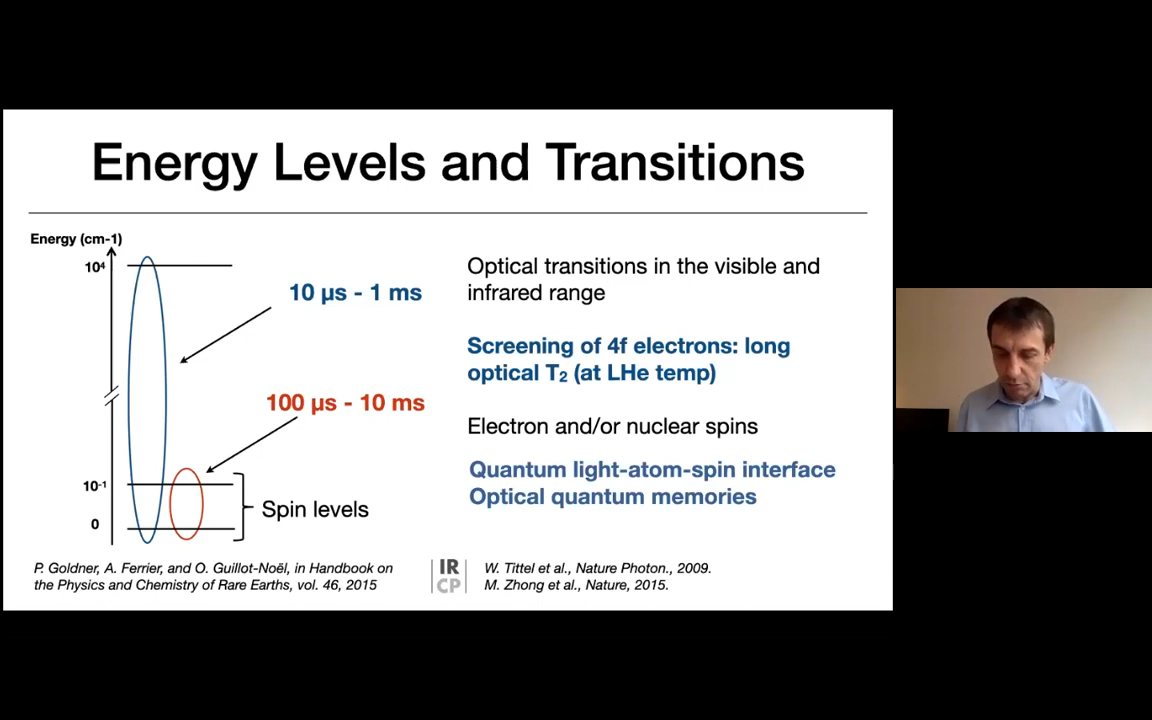 Energy Levels and Transitions
Energy (cm-1)
10⁴
10 µs - 1 ms
100 µs - 10 ms
10⁻¹
0
Spin levels
Optical transitions in the visible and
infrared range
Screening of 4f electrons: long
optical T₂ (at LHe temp)
Electron and/or nuclear spins
Quantum light-atom-spin interface
Optical quantum memories
P. Goldner, A. Ferrier, and O. Guillot-Noël, in Handbook on
the Physics and Chemistry of Rare Earths, vol. 46, 2015
IR
CP
W. Tittel et al., Nature Photon., 2009.
M. Zhong et al., Nature, 2015.